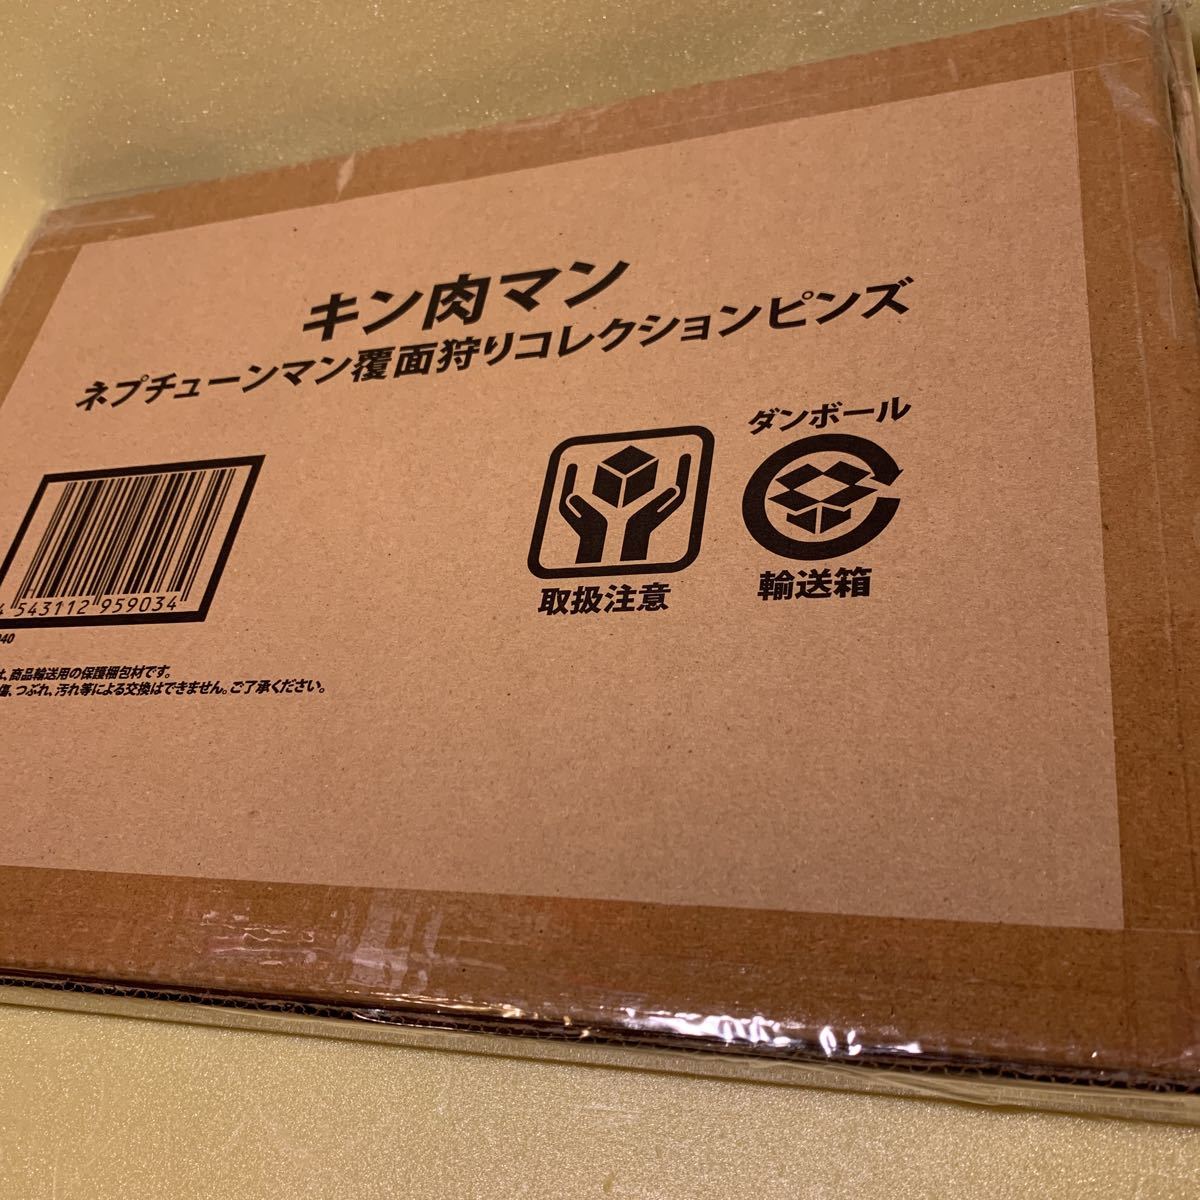 キン肉マン
ネプチューンマン覆面狩りコレクションピンズ
ダンボール
取扱注意
輸送箱
4 543112 959034
040
は、商品輸送用の保護梱包材です。
傷、つぶれ、汚れ等による交換はできません。ご了承ください。